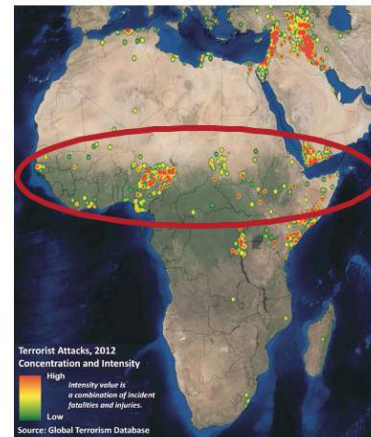 Terrorist Attacks, 2012
Concentration and Intensity
High
Intensity value is
a combination of incident
fatalities and injuries.
Low
Source: Global Terrorism Database